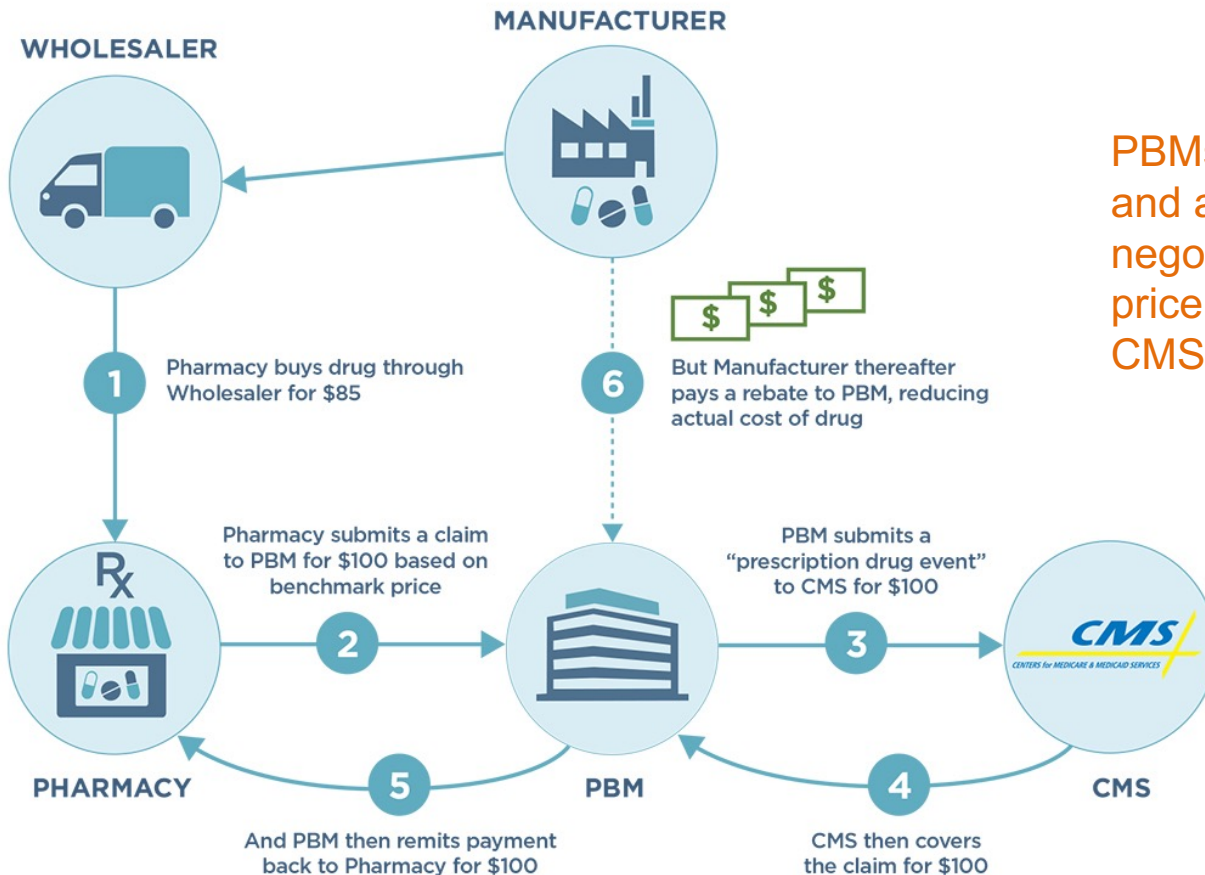 MANUFACTURER
WHOLESALER
$
$
$
1
Pharmacy buys drug through
Wholesaler for $85
6
But Manufacturer thereafter
pays a rebate to PBM, reducing
actual cost of drug
Rx
Pharmacy submits a claim
to PBM for $100 based on
benchmark price
2
PBM submits a
“prescription drug event”
to CMS for $100
3
CMS
CENTERS for MEDICARE & MEDICAID SERVICES
PHARMACY
5
And PBM then remits payment
back to Pharmacy for $100
PBM
4
CMS then covers
the claim for $100
CMS
and
price
CMS